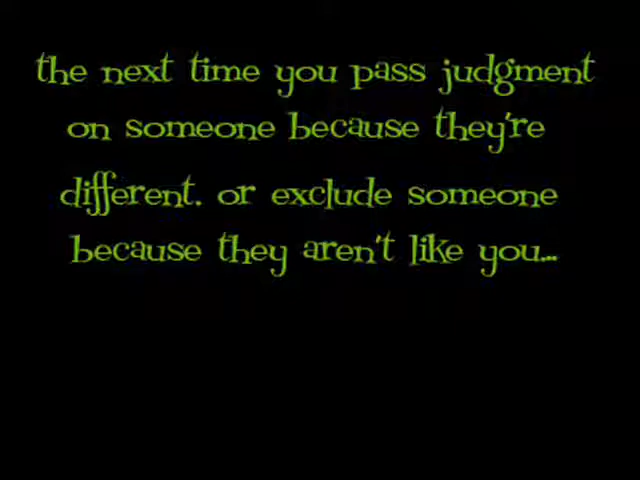 the next time you pass judgment
on someone because they're
different. or exclude someone
because they aren't like you...